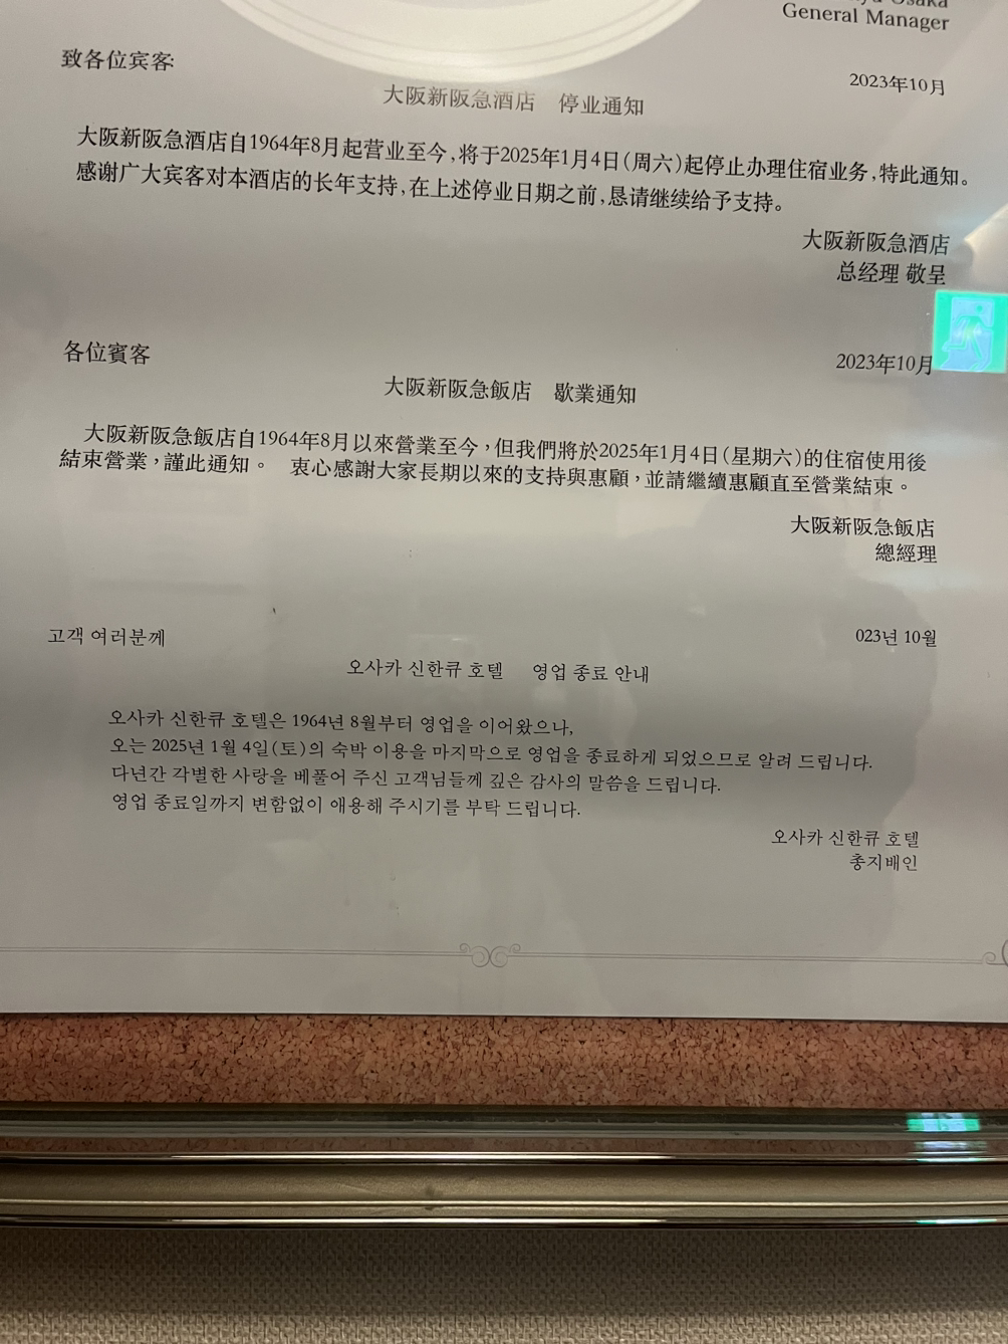 Osaka
General Manager
致各位宾客:
2023年10月
大阪新阪急酒店　停业通知
大阪新阪急酒店自1964年8月起营业至今,将于2025年1月4日(周六)起停止办理住宿业务,特此通知。
感谢广大宾客对本酒店的长年支持,在上述停业日期之前,恳请继续给予支持。
大阪新阪急酒店
总经理 敬呈
各位賓客
2023年10月
大阪新阪急飯店　歇業通知
大阪新阪急飯店自1964年8月以來營業至今,但我們將於2025年1月4日(星期六)的住宿使用後
結束營業,謹此通知。　衷心感謝大家長期以來的支持與惠顧,並請繼續惠顧直至營業結束。
大阪新阪急飯店
總經理
고객 여러분께
023년 10월
오사카 신한큐 호텔　영업 종료 안내
오사카 신한큐 호텔은 1964년 8월부터 영업을 이어왔으나,
오는 2025년 1월 4일(토)의 숙박 이용을 마지막으로 영업을 종료하게 되었으므로 알려 드립니다.
다년간 각별한 사랑을 베풀어 주신 고객님들께 깊은 감사의 말씀을 드립니다.
영업 종료일까지 변함없이 애용해 주시기를 부탁 드립니다.
오사카 신한큐 호텔
총지배인